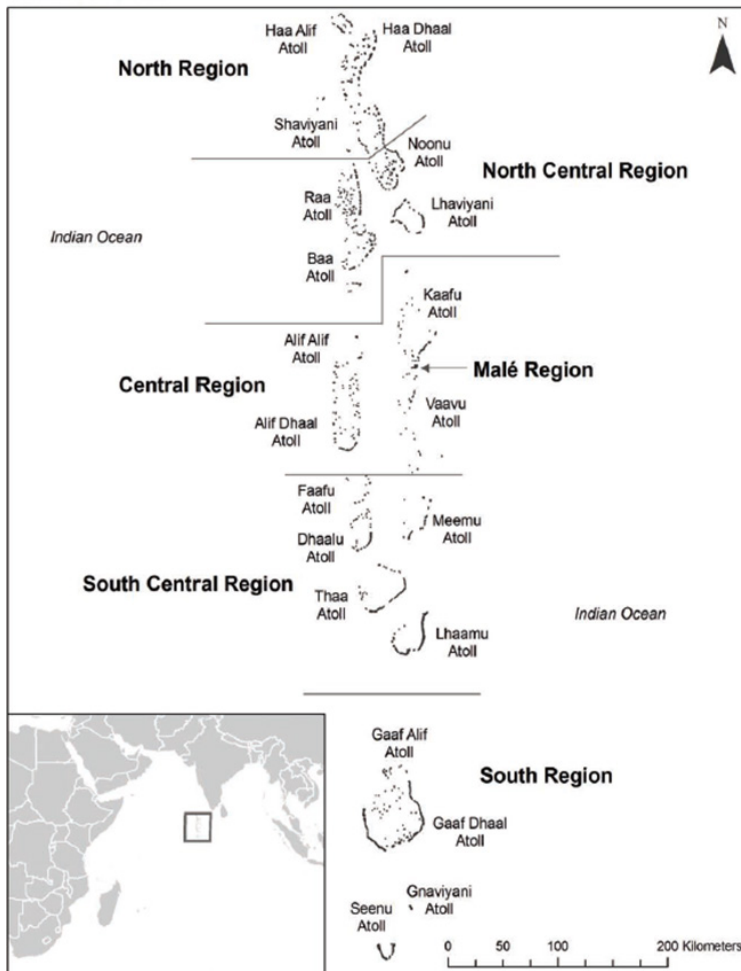 N
Haa Alif
Atoll
Haa Dhaal
Atoll
North Region
Shaviyani
Atoll
Noonu
Atoll
North Central Region
Raa
Atoll
Lhaviyani
Atoll
Indian Ocean
Baa
Atoll
Kaafu
Atoll
Alif Alif
Atoll
Malé Region
Central Region
Vaavu
Atoll
Alif Dhaal
Atoll
Faafu
Atoll
Meemu
Atoll
Dhaalu
Atoll
South Central Region
Thaa
Atoll
Indian Ocean
Lhaamu
Atoll
Gaaf Alif
Atoll
South Region
Gaaf Dhaal
Atoll
Gnaviyani
Atoll
Seenu
Atoll
0 50 100 200 Kilometers